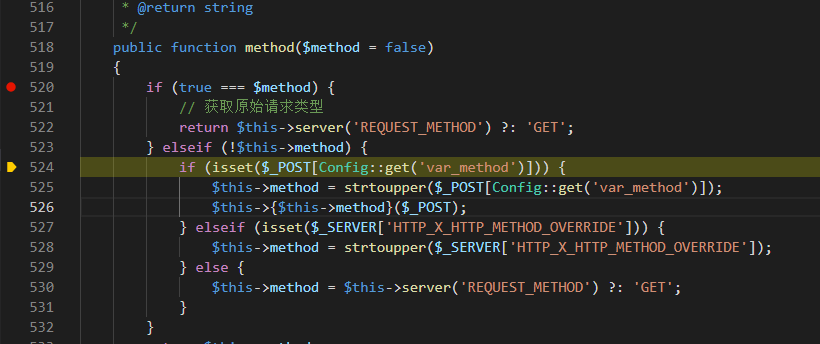 516 * @return string
517 */
518 public function method($method = false)
519 {
520 if (true === $method) {
521 // 获取原始请求类型
522 return $this->server('REQUEST_METHOD') ?: 'GET';
523 } elseif (!$this->method) {
524 if (isset($_POST[Config::get('var_method')])) {
525 $this->method = strtoupper($_POST[Config::get('var_method')]);
526 $this->{$this->method}($_POST);
527 } elseif (isset($_SERVER['HTTP_X_HTTP_METHOD_OVERRIDE'])) {
528 $this->method = strtoupper($_SERVER['HTTP_X_HTTP_METHOD_OVERRIDE']);
529 } else {
530 $this->method = $this->server('REQUEST_METHOD') ?: 'GET';
531 }
532 }